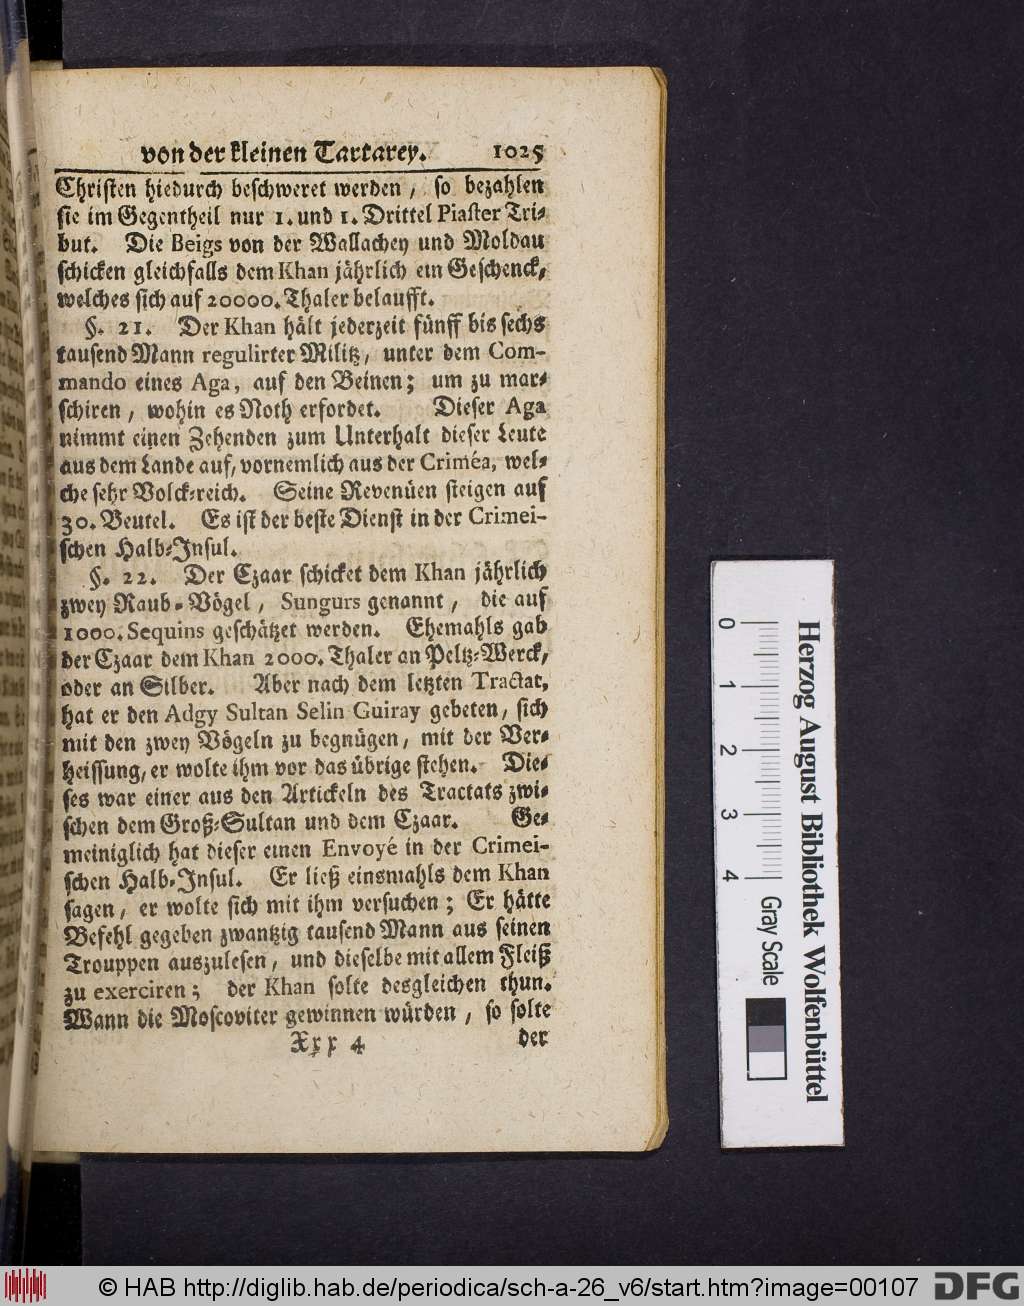 von der kleinen Tartarey. 1025
Christen hiedurch beschweret werden, so bezahlen
sie im Gegentheil nur 1. und 1. Drittel Piaster Tri-
but. Die Beigs von der Wallachey und Moldau
schicken gleichfalls dem Khan jährlich ein Geschenck,
welches sich auf 20000. Thaler belaufft.
§. 21. Der Khan hält jederzeit fünff bis sechs
tausend Mann regulirter Militz, unter dem Com-
mando eines Aga, auf den Beinen; um zu mar-
schiren, wohin es Noth erfordet. Dieser Aga
nimmt einen Zehenden zum Unterhalt dieser Leute
aus dem Lande auf, vornemlich aus der Criméa, wel-
che sehr Volck-reich. Seine Revenüen steigen auf
30. Beutel. Es ist der beste Dienst in der Crimei-
schen Halb-Insul.
§. 22. Der Czaar schicket dem Khan jährlich
zwey Raub-Vögel, Sungurs genannt, die auf
1000. Sequins geschätzet werden. Ehemahls gab
der Czaar dem Khan 2000. Thaler an Peltz-Werck,
oder an Silber. Aber nach dem letzten Tractat,
hat er den Adgy Sultan Selin Guiray gebeten, sich
mit den zwey Vögeln zu begnügen, mit der Ver-
heissung, er wolte ihm vor das übrige stehen. Die-
ses war einer aus den Artickeln des Tractats zwi-
schen dem Groß-Sultan und dem Czaar. Ge-
meiniglich hat dieser einen Envoyé in der Crimei-
schen Halb-Insul. Er ließ einsmahls dem Khan
sagen, er wolte sich mit ihm versuchen; Er hätte
Befehl gegeben zwantzig tausend Mann aus seinen
Trouppen auszulesen, und dieselbe mit allem Fleiß
zu exerciren; der Khan solte desgleichen thun.
Wann die Moscoviter gewinnen würden, so solte
Xxx 4 der
0 1 2 3 4 Gray Scale
Herzog August Bibliothek Wolfenbüttel
© HAB http://diglib.hab.de/periodica/sch-a-26_v6/start.htm?image=00107 DFG